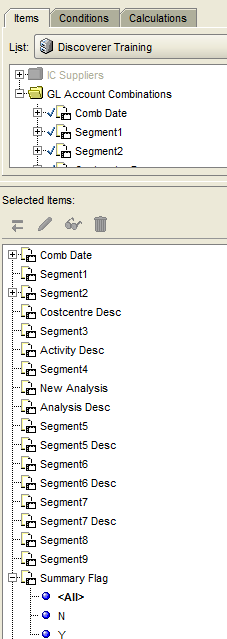 Items Conditions Calculations
List: Discoverer Training
IC Suppliers
GL Account Combinations
Comb Date
Segment1
Segment2
Selected Items:
Comb Date
Segment1
Segment2
Costcentre Desc
Segment3
Activity Desc
Segment4
New Analysis
Analysis Desc
Segment5
Segment5 Desc
Segment6
Segment6 Desc
Segment7
Segment7 Desc
Segment8
Segment9
Summary Flag
<All>
N
Y